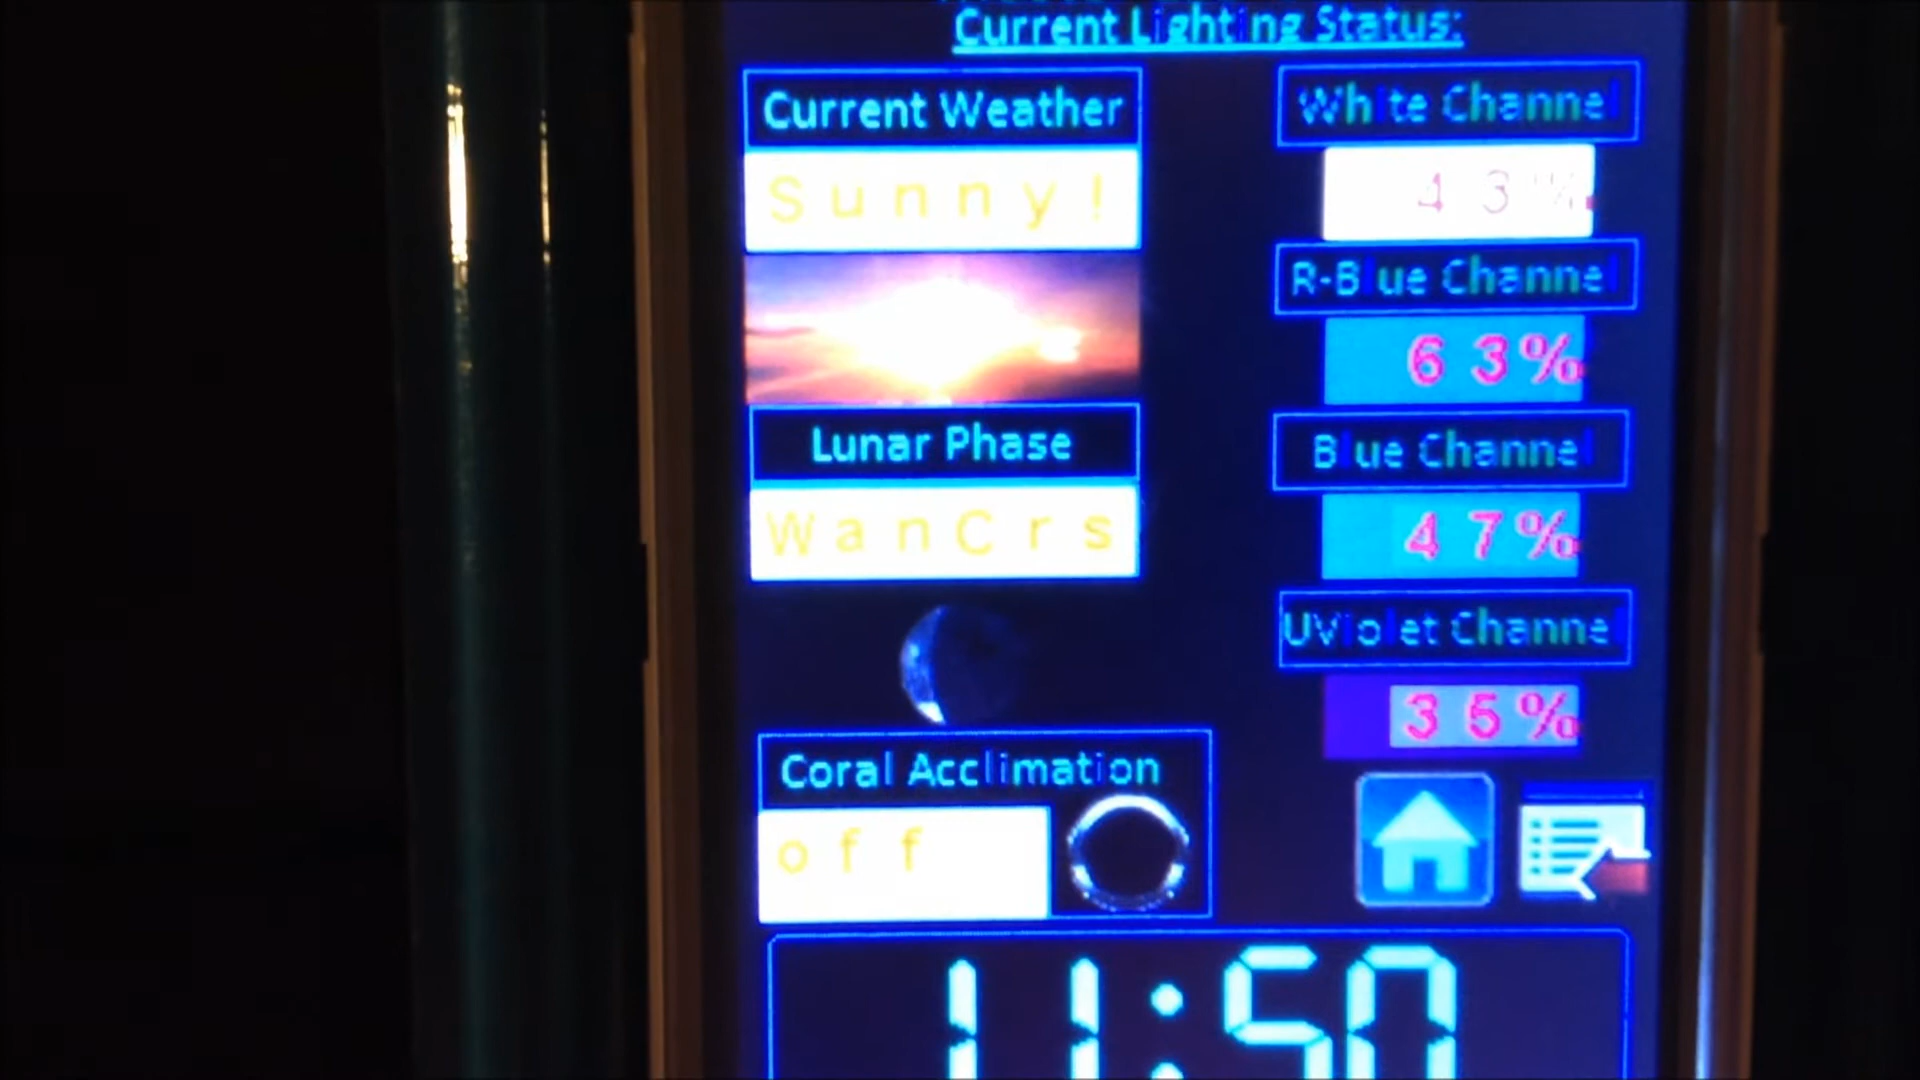 Current Lighting Status:
Current Weather
Sunny!
Lunar Phase
WanCrs
Coral Acclimation
off
White Channel
43%
R-Blue Channel
63%
Blue Channel
47%
UViolet Channel
35%
11:50